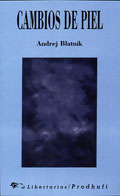 CAMBIOS DE PIEL
Andrej Blatnik
Libertarias/Prodhufi